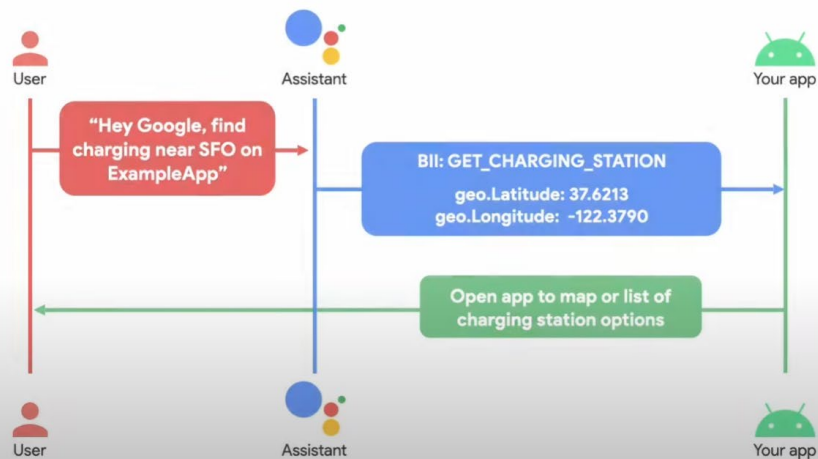 User
Assistant
Your app
“Hey Google, find
charging near SFO on
ExampleApp”
BII: GET_CHARGING_STATION
geo.Latitude: 37.6213
geo.Longitude: -122.3790
Open app to map or list of
charging station options
User
Assistant
Your app